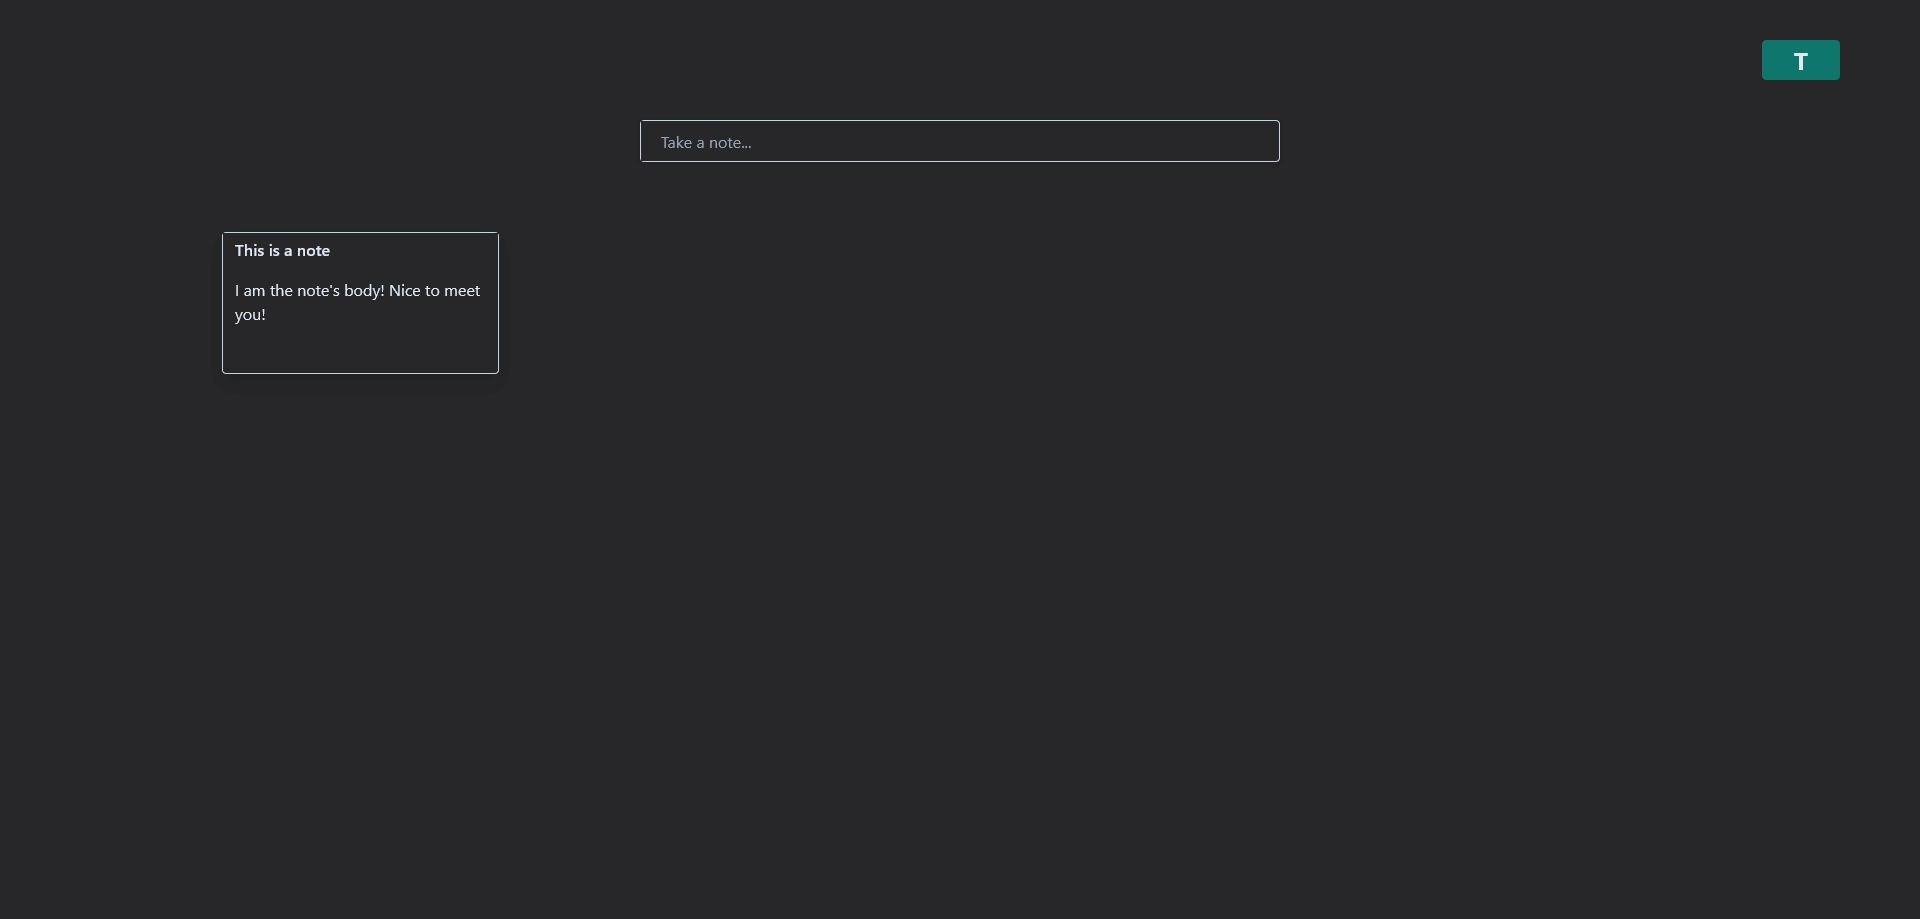 T
Take a note...
This is a note
I am the note's body! Nice to meet
you!